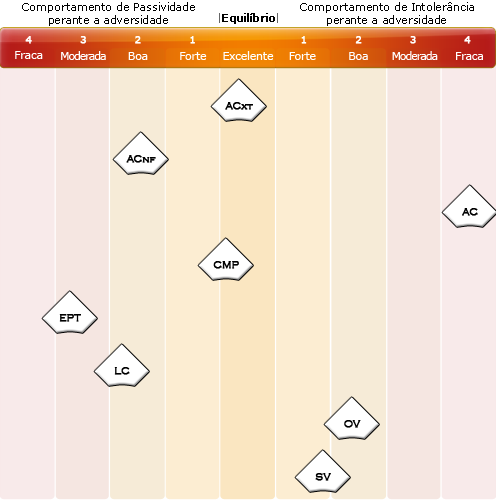 Comportamento de Passividade
perante a adversidade
|Equilíbrio|
Comportamento de Intolerância
perante a adversidade
4 3 2 1 1 2 3 4
Fraca Moderada Boa Forte Excelente Forte Boa Moderada Fraca
ACXT
ACNF
AC
CMP
EPT
LC
OV
SV